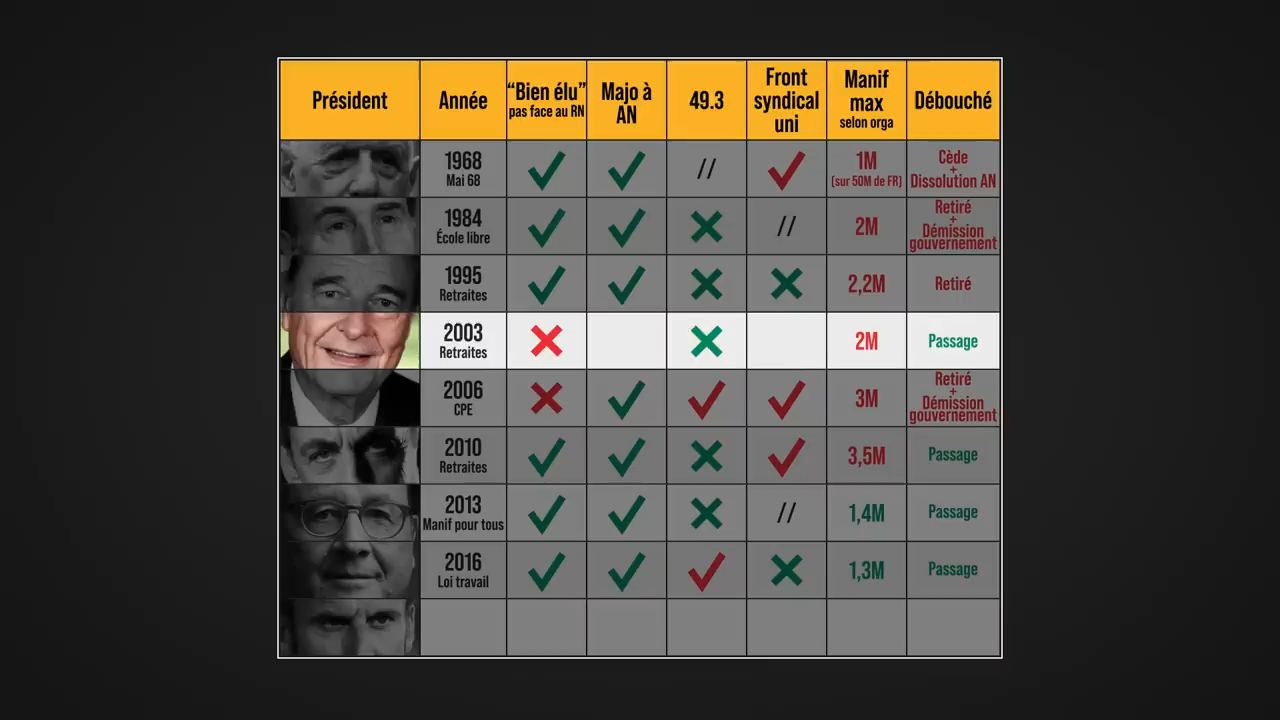 Président
Année
“Bien élu”
pas face au RN
Majo à
AN
49.3
Front
syndical
uni
Manif
max
selon orga
Débouché
1968
Mai 68
//
1M
(sur 50M de FR)
Cède
+
Dissolution AN
1984
École libre
//
2M
Retiré
+
Démission
gouvernement
1995
Retraites
2,2M
Retiré
2003
Retraites
2M
Passage
2006
CPE
3M
Retiré
+
Démission
gouvernement
2010
Retraites
3,5M
Passage
2013
Manif pour tous
//
1,4M
Passage
2016
Loi travail
1,3M
Passage